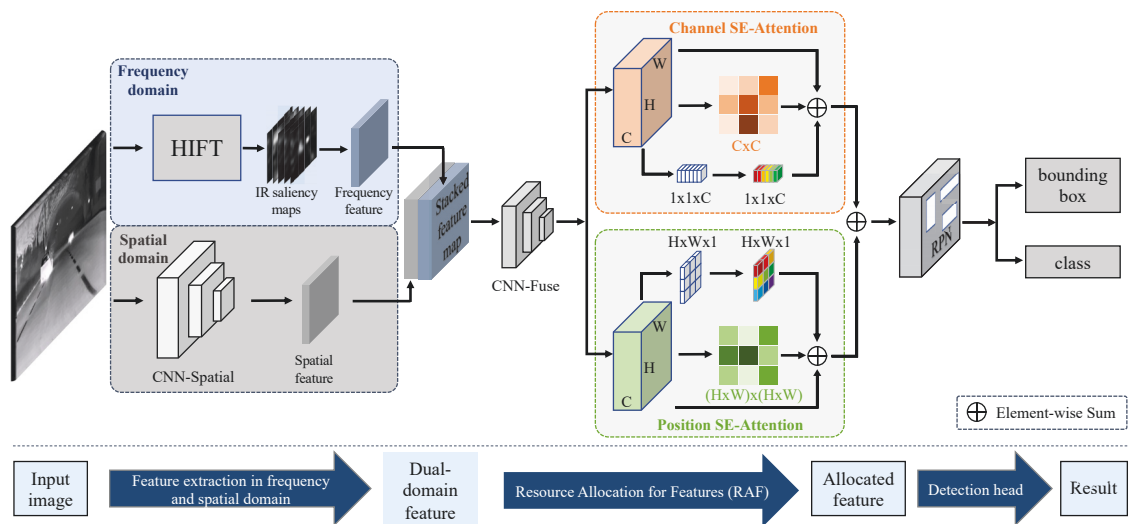 Frequency
domain
HIFT
IR saliency
maps
Frequency
feature
Spatial
domain
CNN-Spatial
Spatial
feature
Stacked
feature
map
CNN-Fuse
Channel SE-Attention
W
H
C
CxC
1x1xC
1x1xC
HxWx1
HxWx1
W
H
C
(HxW)x(HxW)
Position SE-Attention
RPN
bounding
box
class
Element-wise Sum
Input
image
Feature extraction in frequency
and spatial domain
Dual-
domain
feature
Resource Allocation for Features (RAF)
Allocated
feature
Detection head
Result